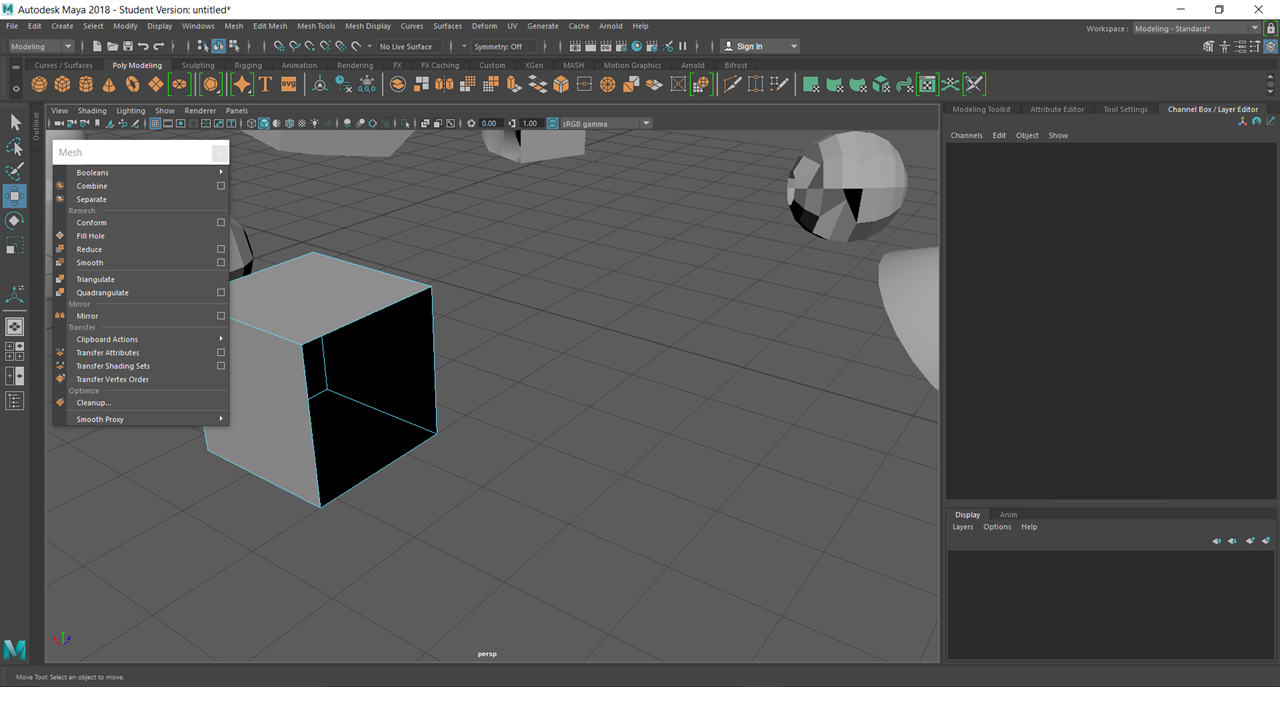 Autodesk Maya 2018 - Student Version: untitled*
File Edit Create Select Modify Display Windows Mesh Edit Mesh Mesh Tools Mesh Display Curves Surfaces Deform UV Generate Cache Arnold Help
Workspace : Modeling - Standard*
Modeling No Live Surface Symmetry: Off Sign In
Curves / Surfaces Poly Modeling Sculpting Rigging Animation Rendering FX FX Caching Custom XGen MASH Motion Graphics Arnold Bifrost
SVG
0,0,0
View Shading Lighting Show Renderer Panels
Outliner
0.00 1.00 sRGB gamma
Modeling Toolkit Attribute Editor Tool Settings Channel Box / Layer Editor
Channels Edit Object Show
Mesh
Booleans
Combine
Separate
Remesh
Conform
Fill Hole
Reduce
Smooth
Triangulate
Quadrangulate
Mirror
Mirror
Transfer
Clipboard Actions
Transfer Attributes
Transfer Shading Sets
Transfer Vertex Order
Optimize
Cleanup...
Smooth Proxy
Display Anim
Layers Options Help
persp
Move Tool: Select an object to move.